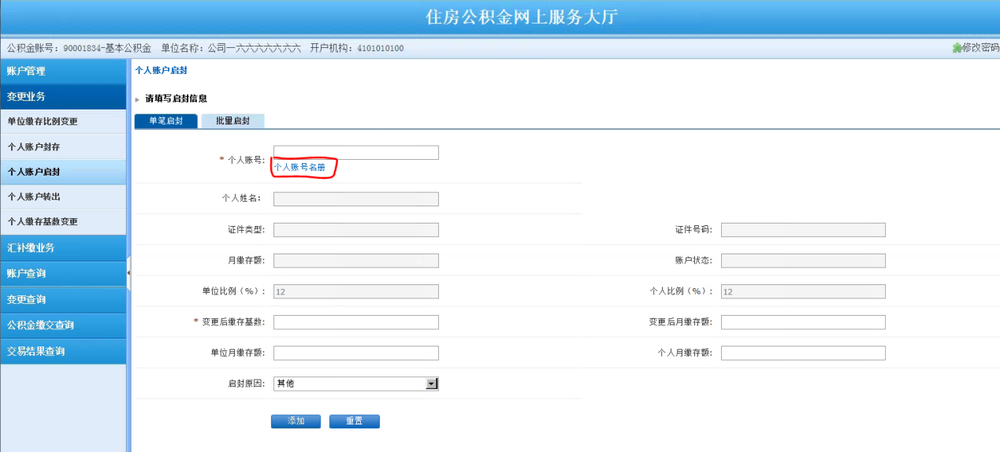 住房公积金网上服务大厅
公积金账号: 90001834-基本公积金 单位名称: 公司一六六六六六六六 开户机构: 4101010100 修改密码
账户管理
变更业务
单位缴存比例变更
个人账户封存
个人账户启封
个人账户转出
个人缴存基数变更
汇补缴业务
账户查询
变更查询
公积金缴交查询
交易结果查询
个人账户启封
请填写启封信息
单笔启封 批量启封
* 个人账号:
个人账号名册
个人姓名:
证件类型: 证件号码:
月缴存额: 账户状态:
单位比例（%）: 12 个人比例（%）: 12
* 变更后缴存基数: 变更后月缴存额:
单位月缴存额: 个人月缴存额:
启封原因: 其他
添加 重置